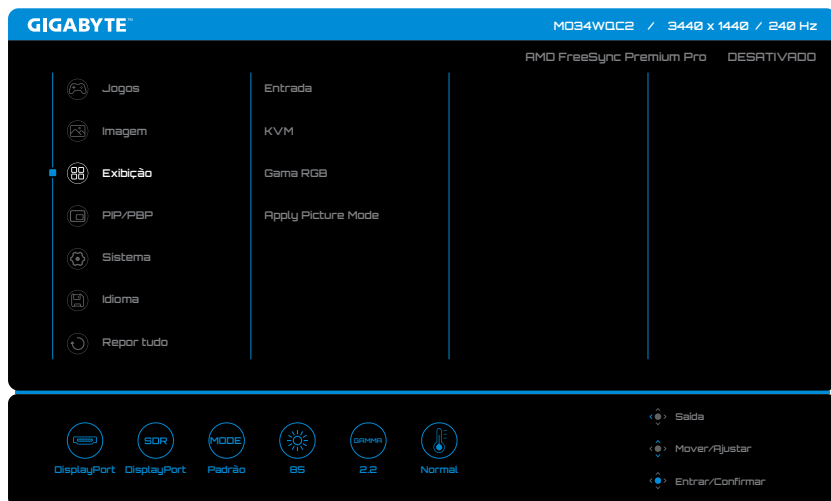 GIGABYTE™ MO34WQC2 / 3440 x 1440 / 240 Hz
AMD FreeSync Premium Pro DESATIVADO
Jogos Entrada
Imagem KVM
Exibição Gama RGB
PIP/PBP Apply Picture Mode
Sistema
Idioma
Repor tudo
SDR MODE GAMMA
DisplayPort DisplayPort Padrão 85 2.2 Normal
Saída
Mover/Ajustar
Entrar/Confirmar